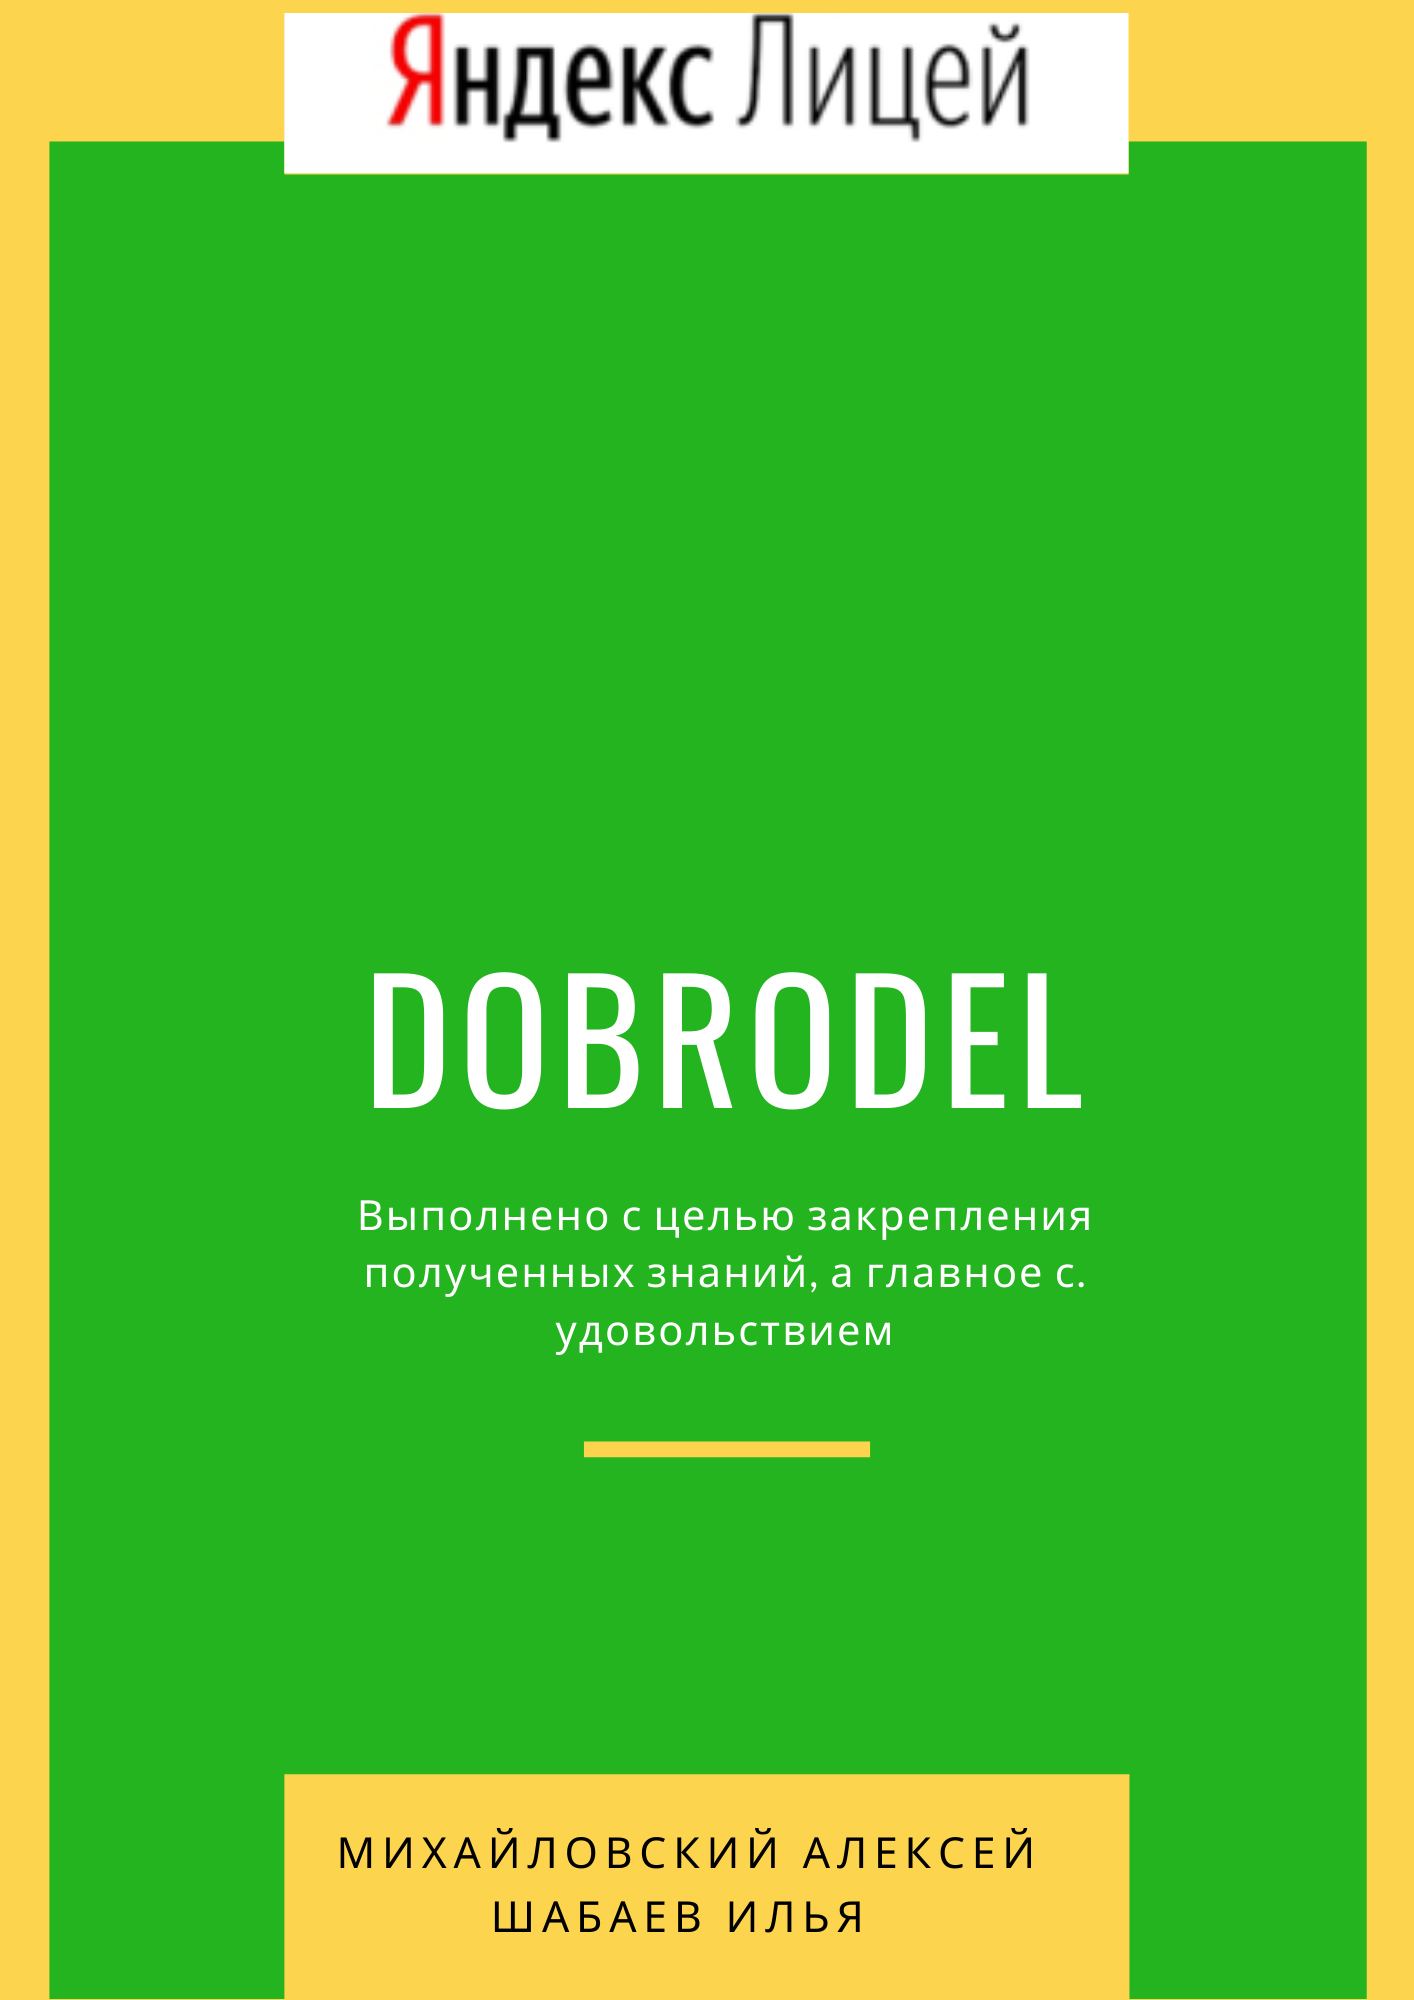 Яндекс Лицей
DOBRODEL
Выполнено с целью закрепления
полученных знаний, а главное с.
удовольствием
МИХАЙЛОВСКИЙ АЛЕКСЕЙ
ШАБАЕВ ИЛЬЯ